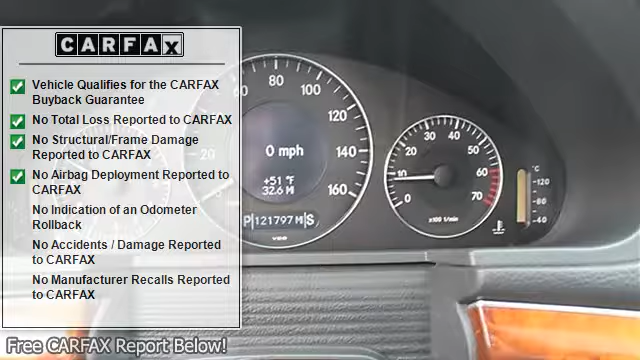 CARFAX
Vehicle Qualifies for the CARFAX
Buyback Guarantee
No Total Loss Reported to CARFAX
No Structural/Frame Damage
Reported to CARFAX
No Airbag Deployment Reported to
CARFAX
No Indication of an Odometer
Rollback
No Accidents / Damage Reported
to CARFAX
No Manufacturer Recalls Reported
to CARFAX
Free CARFAX Report Below!
60 80 100 120 140 160
0 mph
+51 °F
32.6 M
P 121797 M S
VDO
0 10 20 30 40 50 60 70
x100 1/min
°C
120
80
40